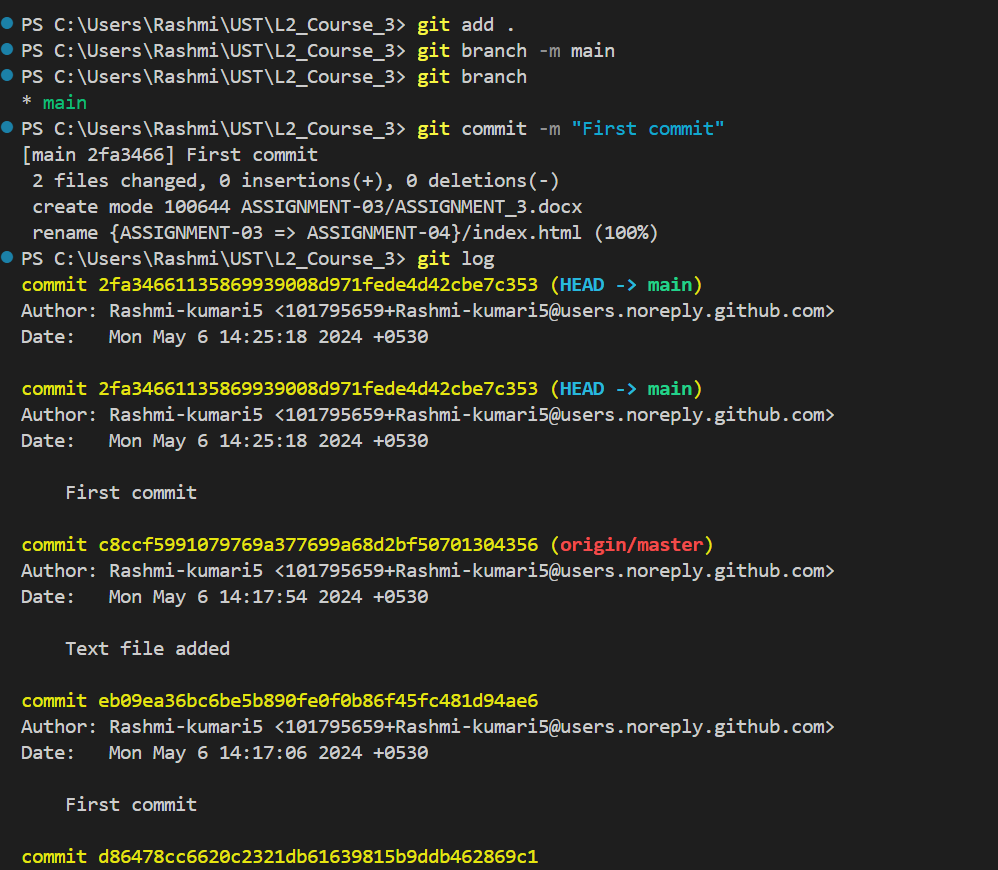 PS C:\Users\Rashmi\UST\L2_Course_3> git add .
PS C:\Users\Rashmi\UST\L2_Course_3> git branch -m main
PS C:\Users\Rashmi\UST\L2_Course_3> git branch
* main
PS C:\Users\Rashmi\UST\L2_Course_3> git commit -m "First commit"
[main 2fa3466] First commit
 2 files changed, 0 insertions(+), 0 deletions(-)
 create mode 100644 ASSIGNMENT-03/ASSIGNMENT_3.docx
 rename {ASSIGNMENT-03 => ASSIGNMENT-04}/index.html (100%)
PS C:\Users\Rashmi\UST\L2_Course_3> git log
commit 2fa34661135869939008d971fede4d42cbe7c353 (HEAD -> main)
Author: Rashmi-kumari5 <101795659+Rashmi-kumari5@users.noreply.github.com>
Date:   Mon May 6 14:25:18 2024 +0530

commit 2fa34661135869939008d971fede4d42cbe7c353 (HEAD -> main)
Author: Rashmi-kumari5 <101795659+Rashmi-kumari5@users.noreply.github.com>
Date:   Mon May 6 14:25:18 2024 +0530

    First commit

commit c8ccf5991079769a377699a68d2bf50701304356 (origin/master)
Author: Rashmi-kumari5 <101795659+Rashmi-kumari5@users.noreply.github.com>
Date:   Mon May 6 14:17:54 2024 +0530

    Text file added

commit eb09ea36bc6be5b890fe0f0b86f45fc481d94ae6
Author: Rashmi-kumari5 <101795659+Rashmi-kumari5@users.noreply.github.com>
Date:   Mon May 6 14:17:06 2024 +0530

    First commit

commit d86478cc6620c2321db61639815b9ddb462869c1